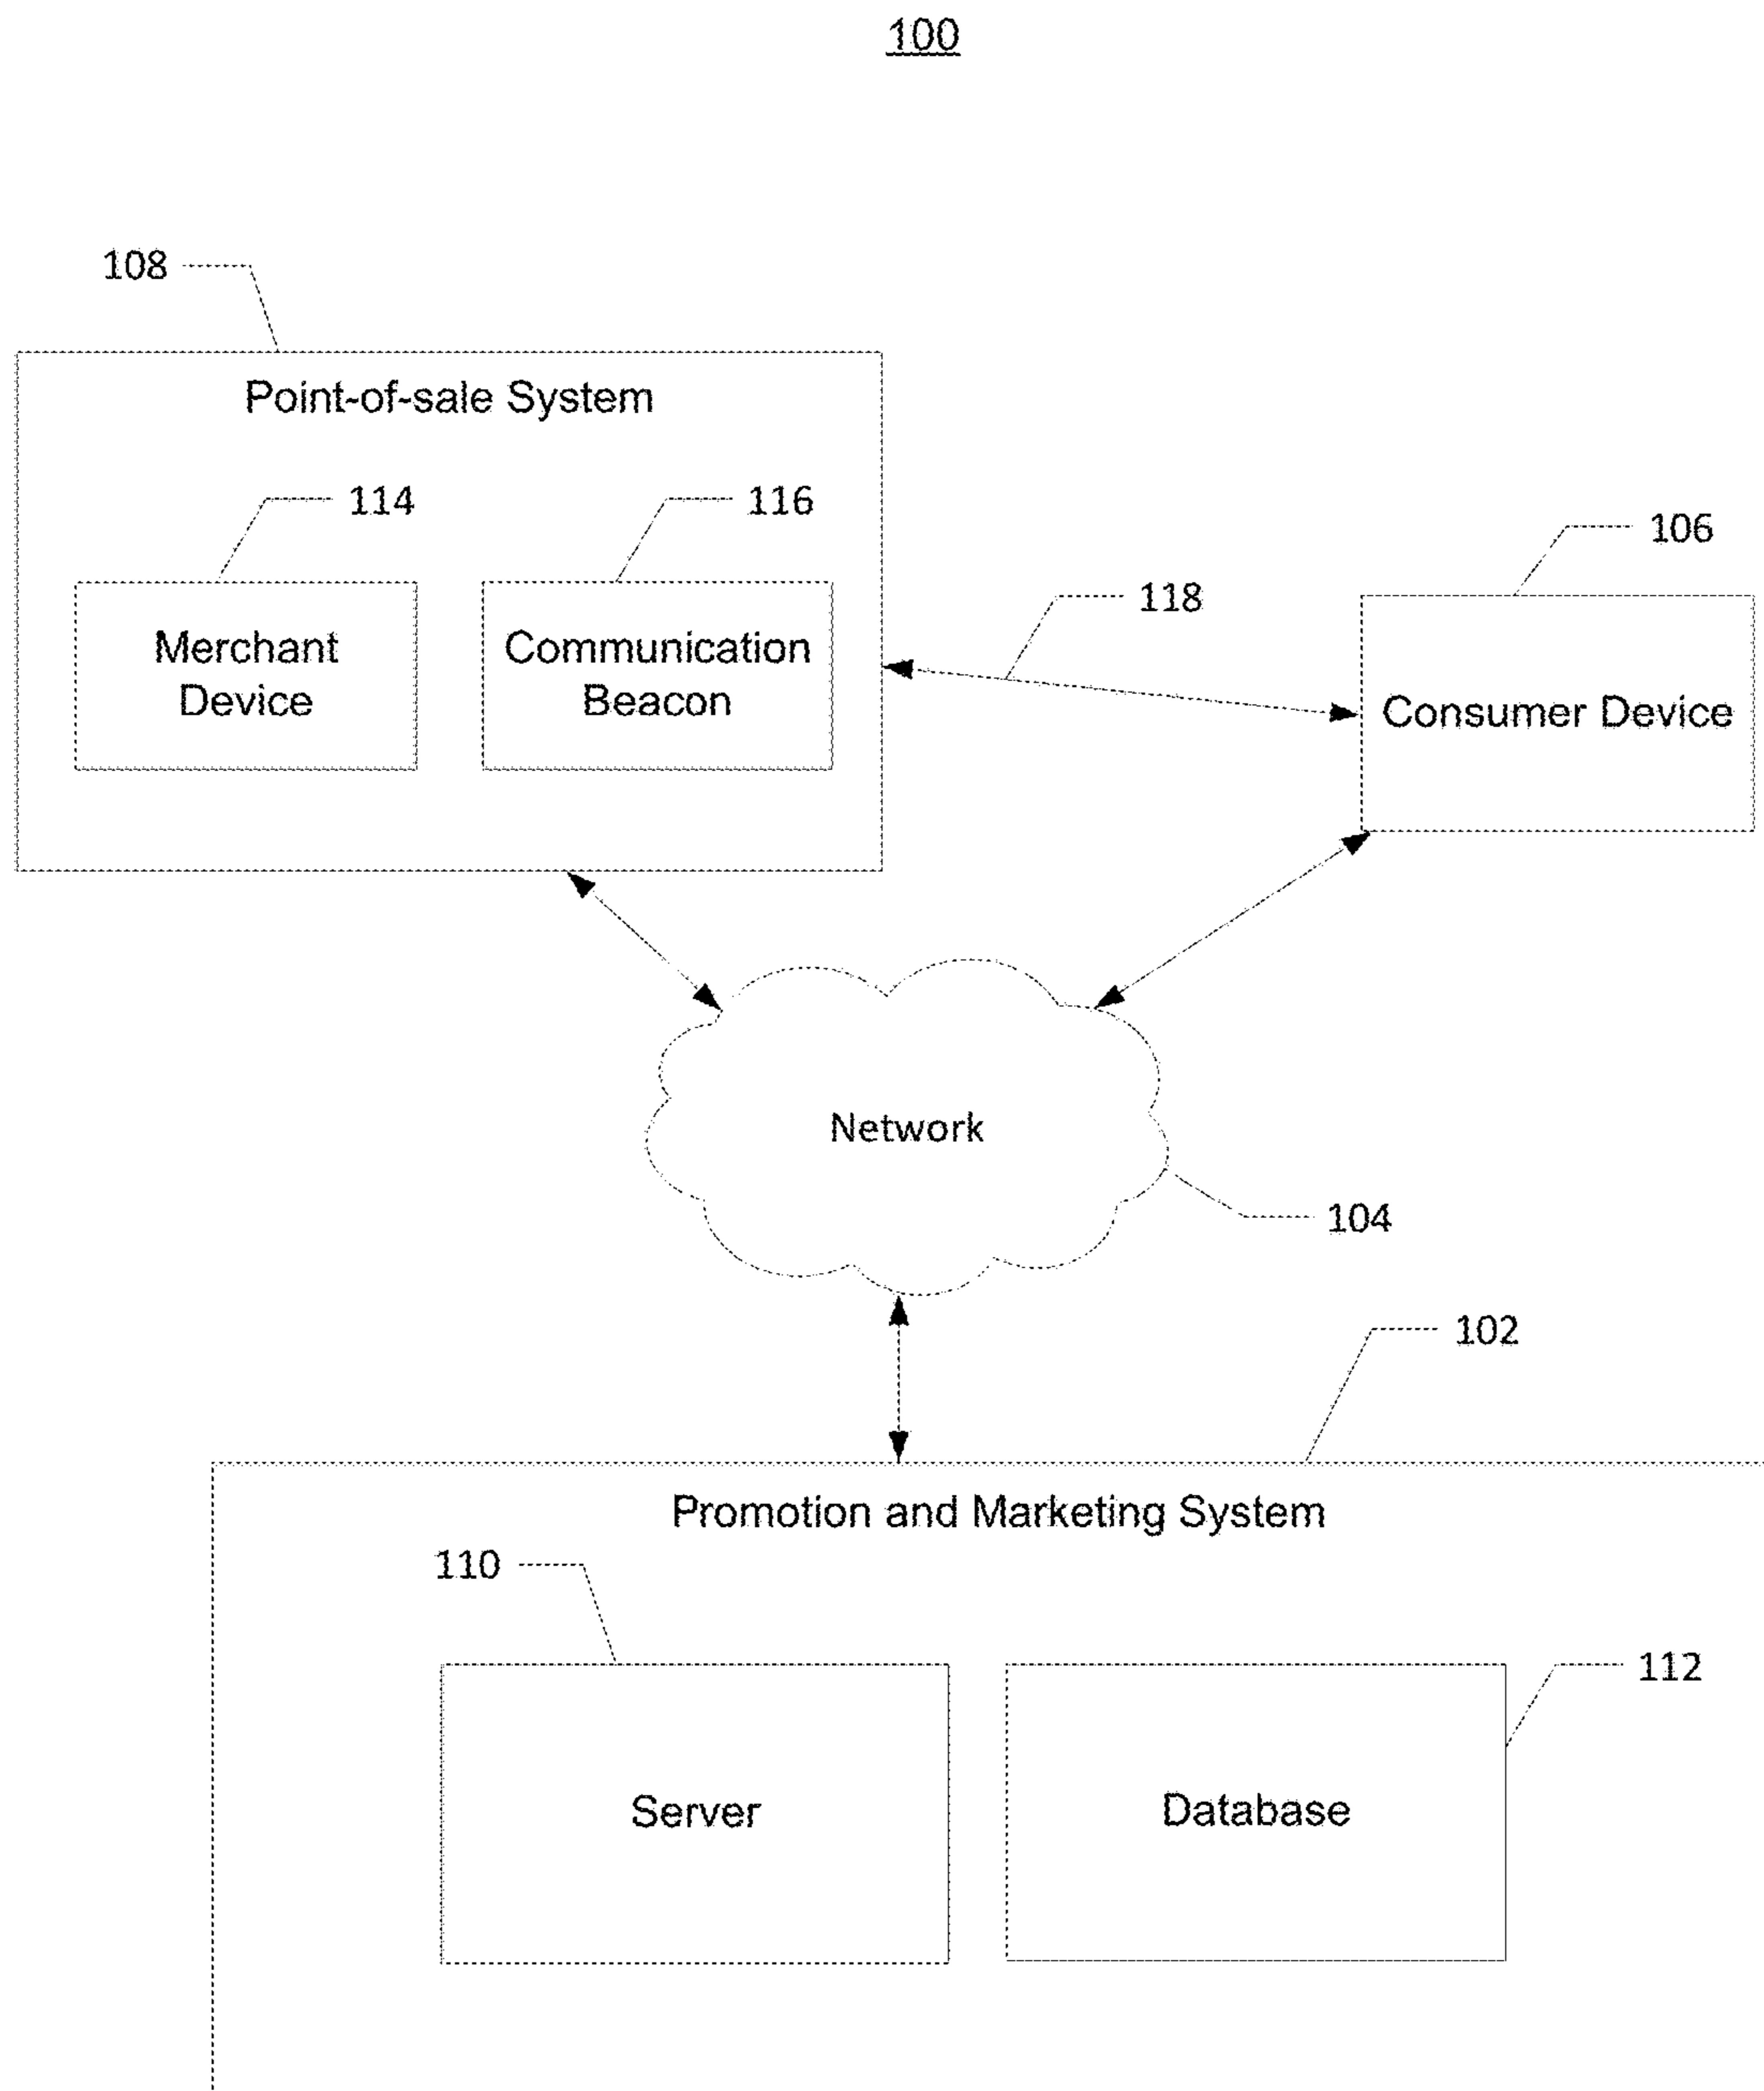 100
108
Point-of-sale System
114
116
106
118
Merchant
Device
Communication
Beacon
Consumer Device
Network
104
102
Promotion and Marketing System
110
112
Server
Database